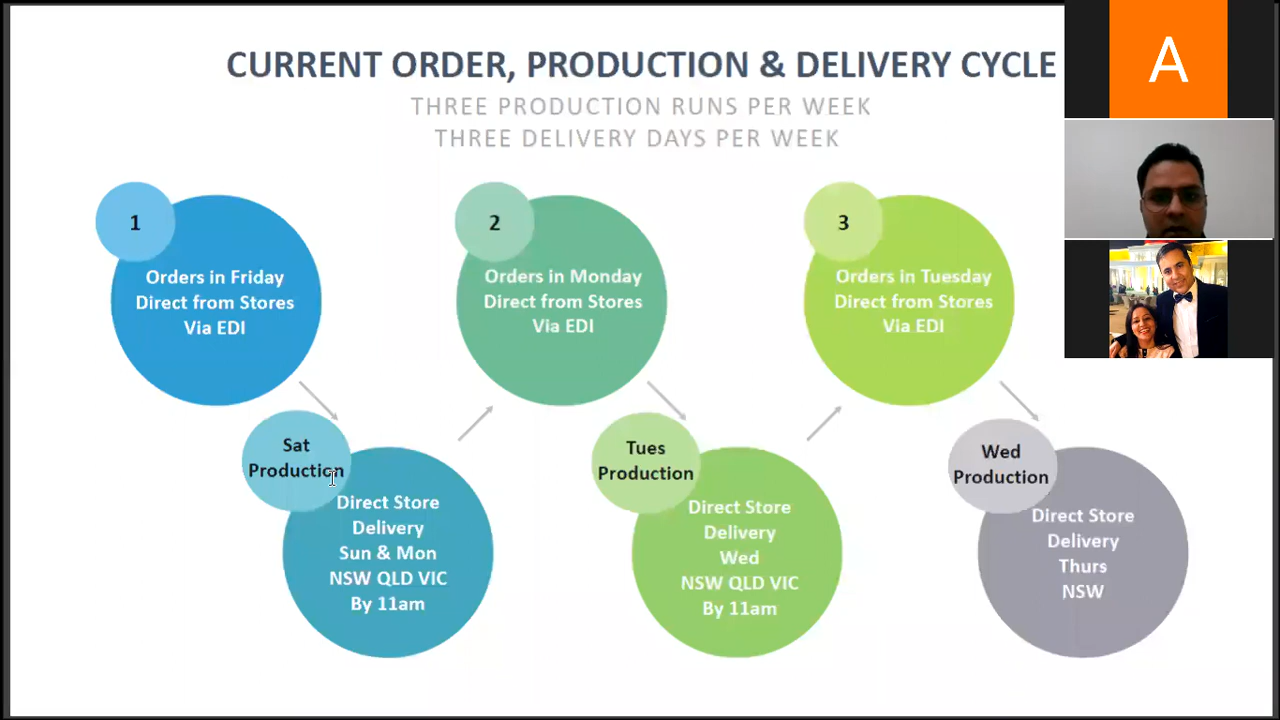 CURRENT ORDER, PRODUCTION & DELIVERY CYCLE
THREE PRODUCTION RUNS PER WEEK
THREE DELIVERY DAYS PER WEEK
1
Orders in Friday
Direct from Stores
Via EDI
2
Orders in Monday
Direct from Stores
Via EDI
3
Orders in Tuesday
Direct from Stores
Via EDI
Sat
Production
Direct Store
Delivery
Sun & Mon
NSW QLD VIC
By 11am
Tues
Production
Direct Store
Delivery
Wed
NSW QLD VIC
By 11am
Wed
Production
Direct Store
Delivery
Thurs
NSW
A